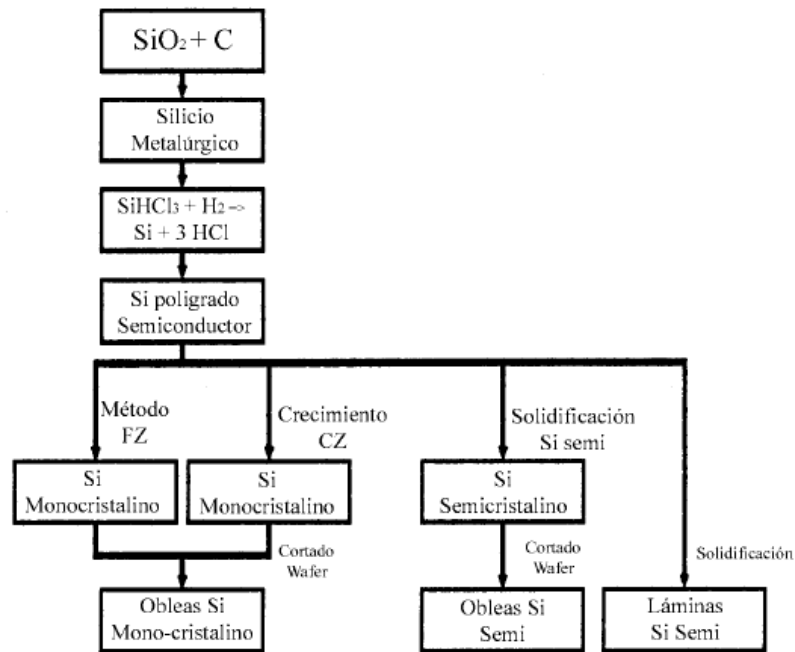 SiO₂ + C
Silicio
Metalúrgico
SiHCl₃ + H₂ ->
Si + 3 HCl
Si poligrado
Semiconductor
Método
FZ
Crecimiento
CZ
Solidificación
Si semi
Si
Monocristalino
Si
Monocristalino
Si
Semicristalino
Cortado
Wafer
Cortado
Wafer
Solidificación
Obleas Si
Mono-cristalino
Obleas Si
Semi
Láminas
Si Semi